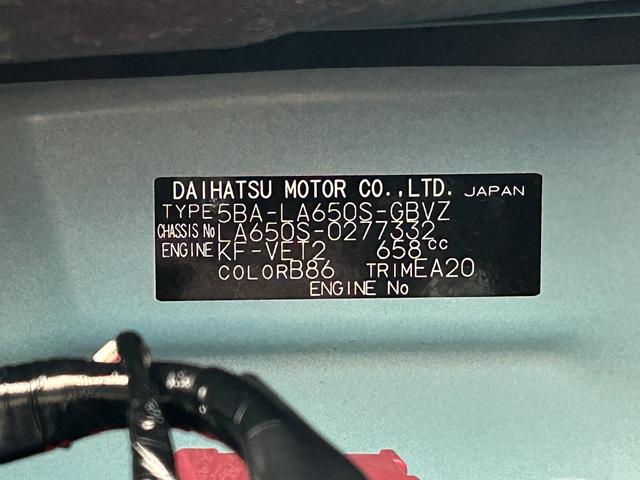 DAIHATSU MOTOR CO.,LTD. JAPAN
TYPE 5BA-LA650S-GBVZ
CHASSIS No LA650S-0277332
ENGINE KF-VET2 658cc
COLOR B86 TRIM EA20
ENGINE No